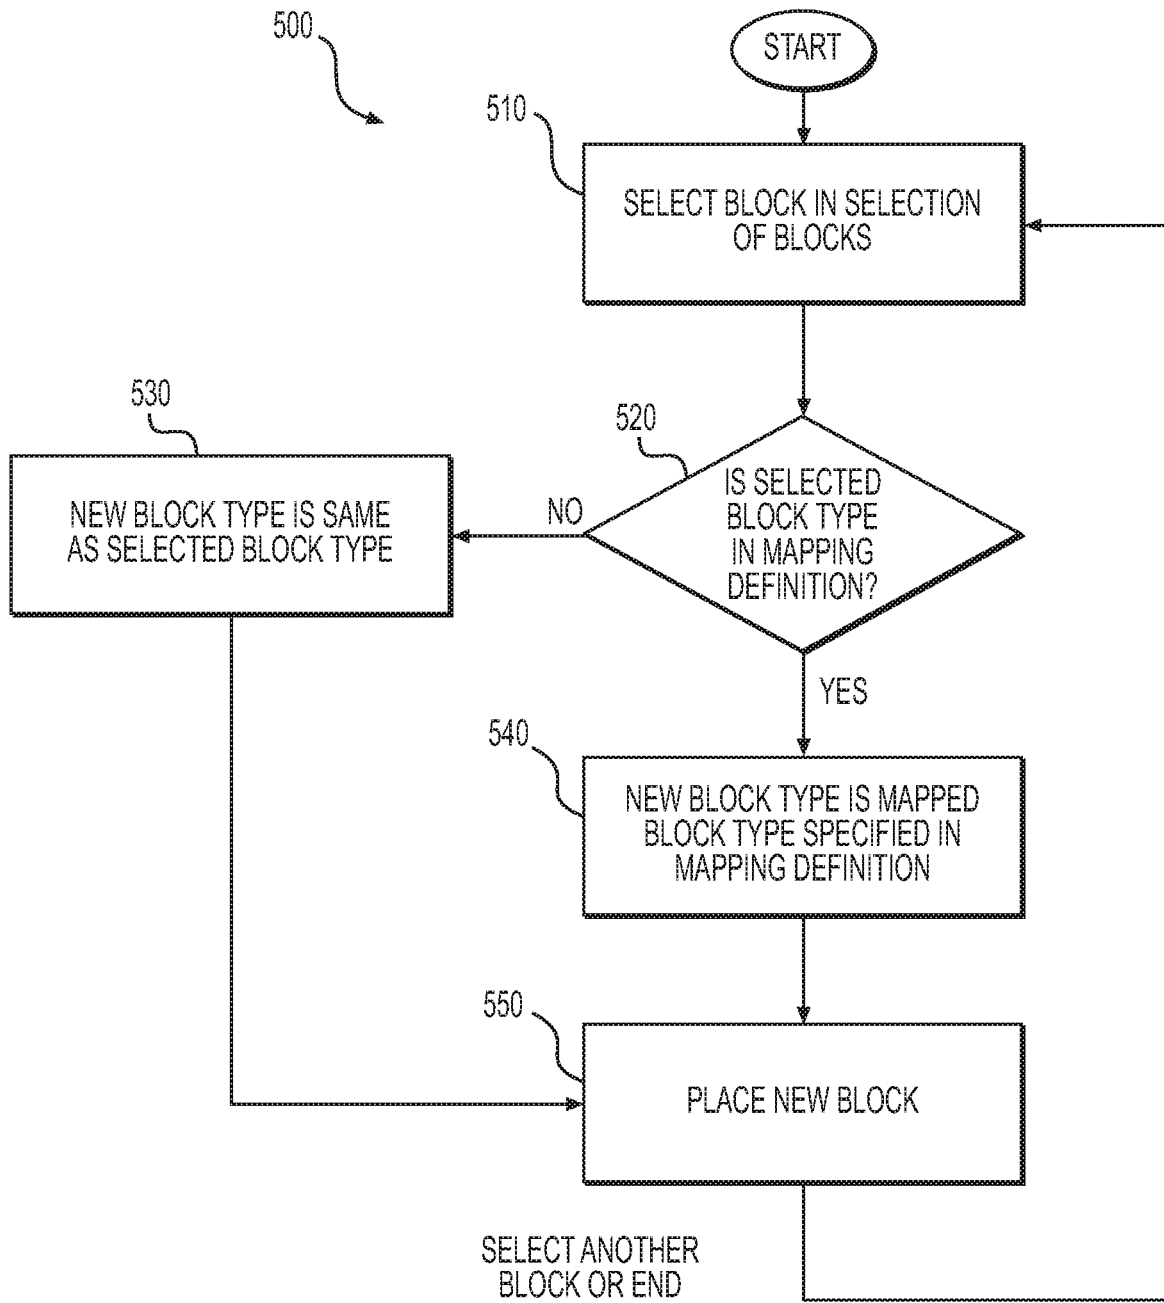 500
START
510
SELECT BLOCK IN SELECTION
OF BLOCKS
530
520
NEW BLOCK TYPE IS SAME
AS SELECTED BLOCK TYPE
NO
IS SELECTED
BLOCK TYPE
IN MAPPING
DEFINITION?
YES
540
NEW BLOCK TYPE IS MAPPED
BLOCK TYPE SPECIFIED IN
MAPPING DEFINITION
550
PLACE NEW BLOCK
SELECT ANOTHER
BLOCK OR END